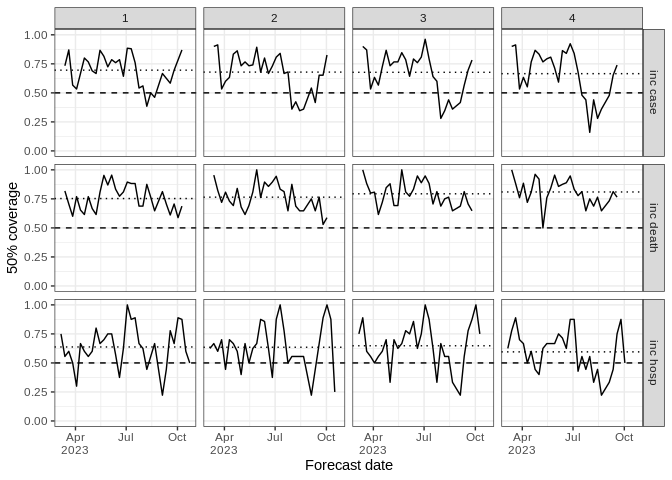 1 2 3 4
1.00
0.75
0.50
0.25
0.00
inc case
1.00
0.75
0.50
0.25
0.00
inc death
1.00
0.75
0.50
0.25
0.00
inc hosp
50% coverage
Apr Jul Oct Apr Jul Oct Apr Jul Oct Apr Jul Oct
2023 2023 2023 2023
Forecast date